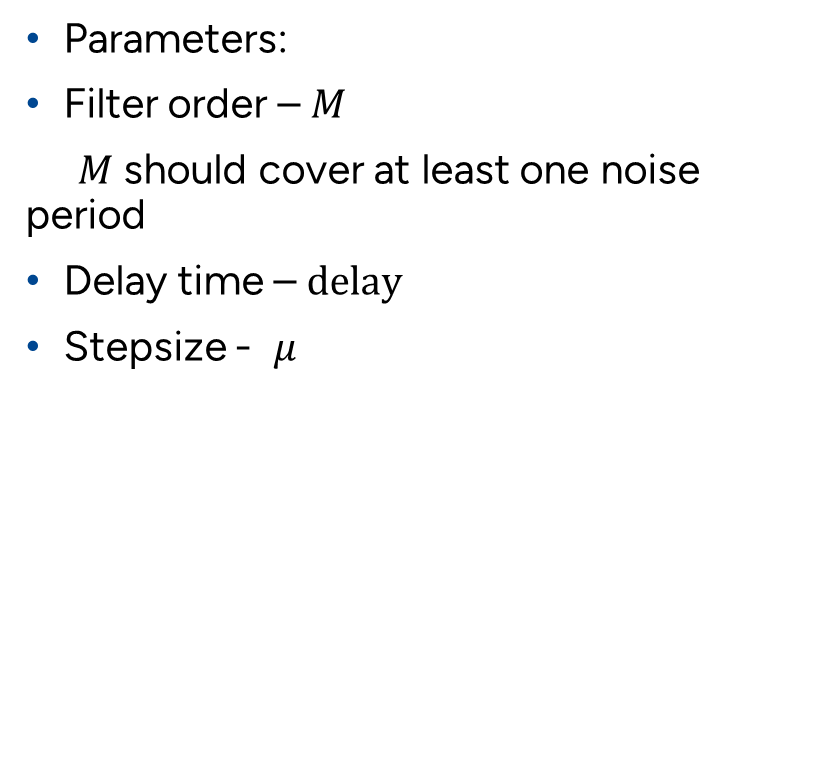 • Parameters:
• Filter order – M
M should cover at least one noise
period
• Delay time – delay
• Stepsize - μ